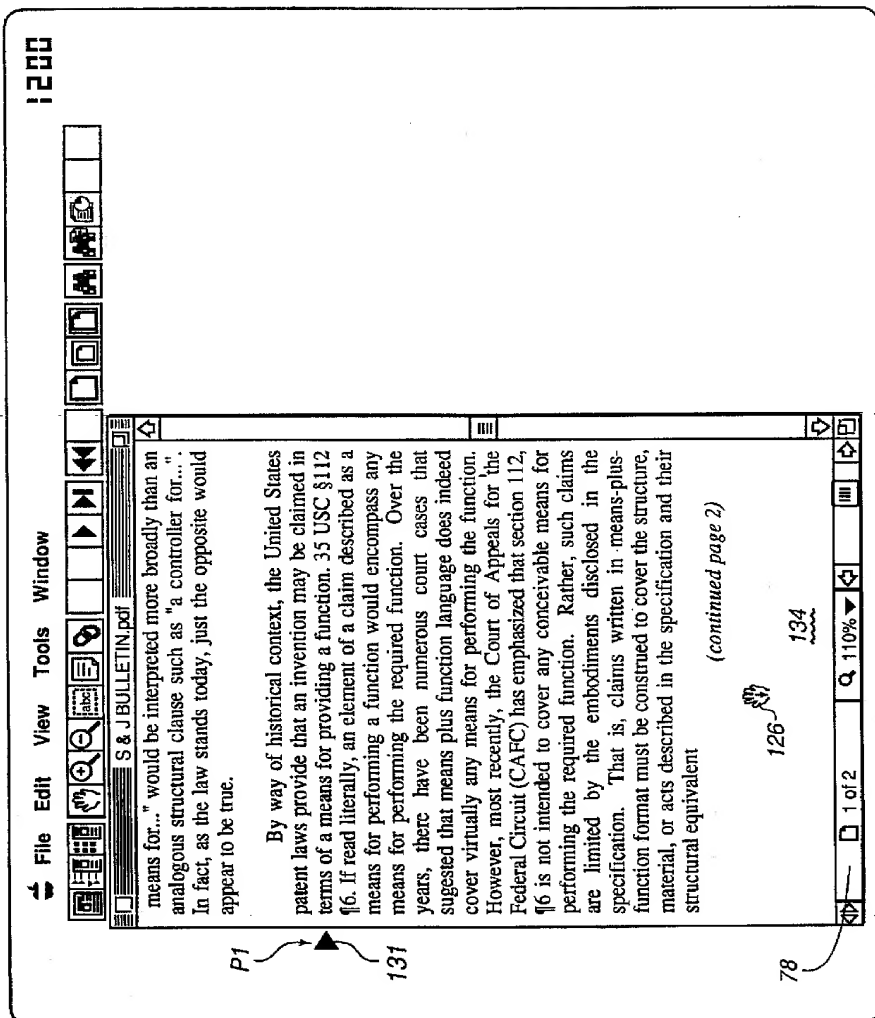 1200
File Edit View Tools Window
abc
S & J BULLETIN.pdf
means for..." would be interpreted more broadly than an
analogous structural clause such as "a controller for... .
In fact, as the law stands today, just the opposite would
appear to be true.
By way of historical context, the United States
patent laws provide that an invention may be claimed in
terms of a means for providing a function. 35 USC §112
¶6. If read literally, an element of a claim described as a
means for performing a function would encompass any
means for performing the required function. Over the
years, there have been numerous court cases that
sugested that means plus function language does indeed
cover virtually any means for performing the function.
However, most recently, the Court of Appeals for the
Federal Circuit (CAFC) has emphasized that section 112,
¶6 is not intended to cover any conceivable means for
performing the required function. Rather, such claims
are limited by the embodiments disclosed in the
specification. That is, claims written in means-plus-
function format must be construed to cover the structure,
material, or acts described in the specification and their
structural equivalent
(continued page 2)
P1
131
126
134
78
1 of 2
110%